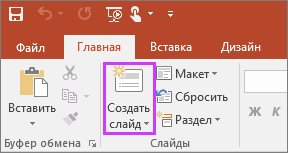 Файл Главная Вставка Дизайн
Вставить
Создать слайд
Макет
Сбросить
Раздел
Ж К
Буфер обмена Слайды